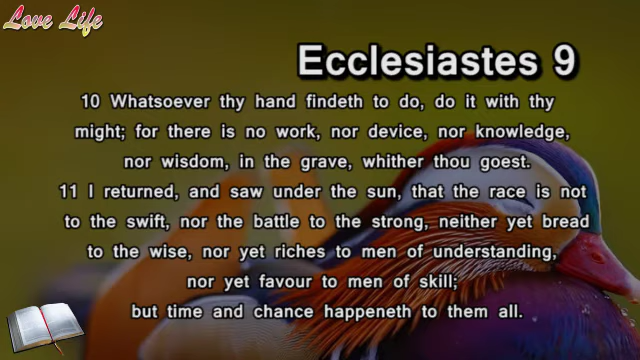 Love Life
Ecclesiastes 9
10 Whatsoever thy hand findeth to do, do it with thy
might; for there is no work, nor device, nor knowledge,
nor wisdom, in the grave, whither thou goest.
11 I returned, and saw under the sun, that the race is not
to the swift, nor the battle to the strong, neither yet bread
to the wise, nor yet riches to men of understanding,
nor yet favour to men of skill;
but time and chance happeneth to them all.